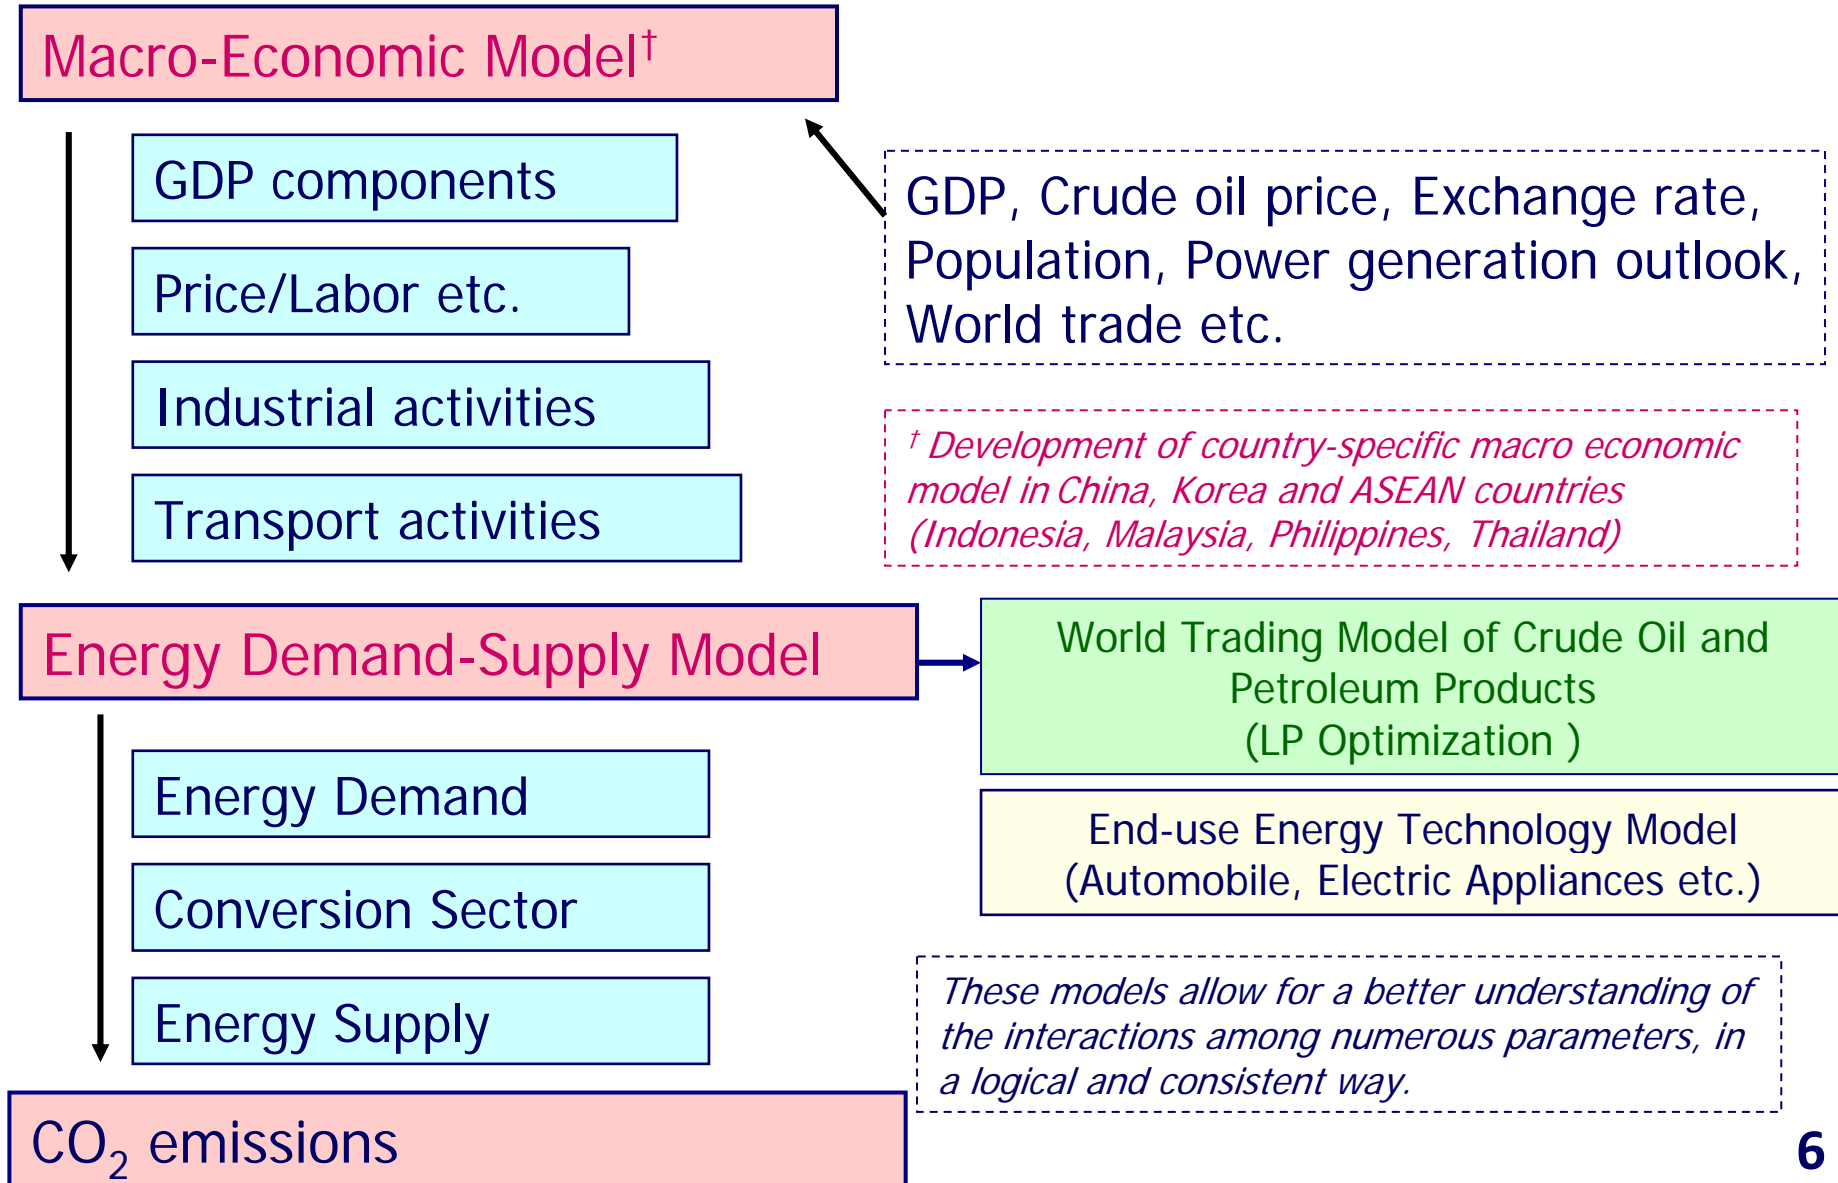 Macro-Economic Model†
GDP components
Price/Labor etc.
Industrial activities
Transport activities
GDP, Crude oil price, Exchange rate,
Population, Power generation outlook,
World trade etc.
† Development of country-specific macro economic
model in China, Korea and ASEAN countries
(Indonesia, Malaysia, Philippines, Thailand)
Energy Demand-Supply Model
World Trading Model of Crude Oil and
Petroleum Products
(LP Optimization )
End-use Energy Technology Model
(Automobile, Electric Appliances etc.)
Energy Demand
Conversion Sector
Energy Supply
These models allow for a better understanding of
the interactions among numerous parameters, in
a logical and consistent way.
CO₂ emissions
6